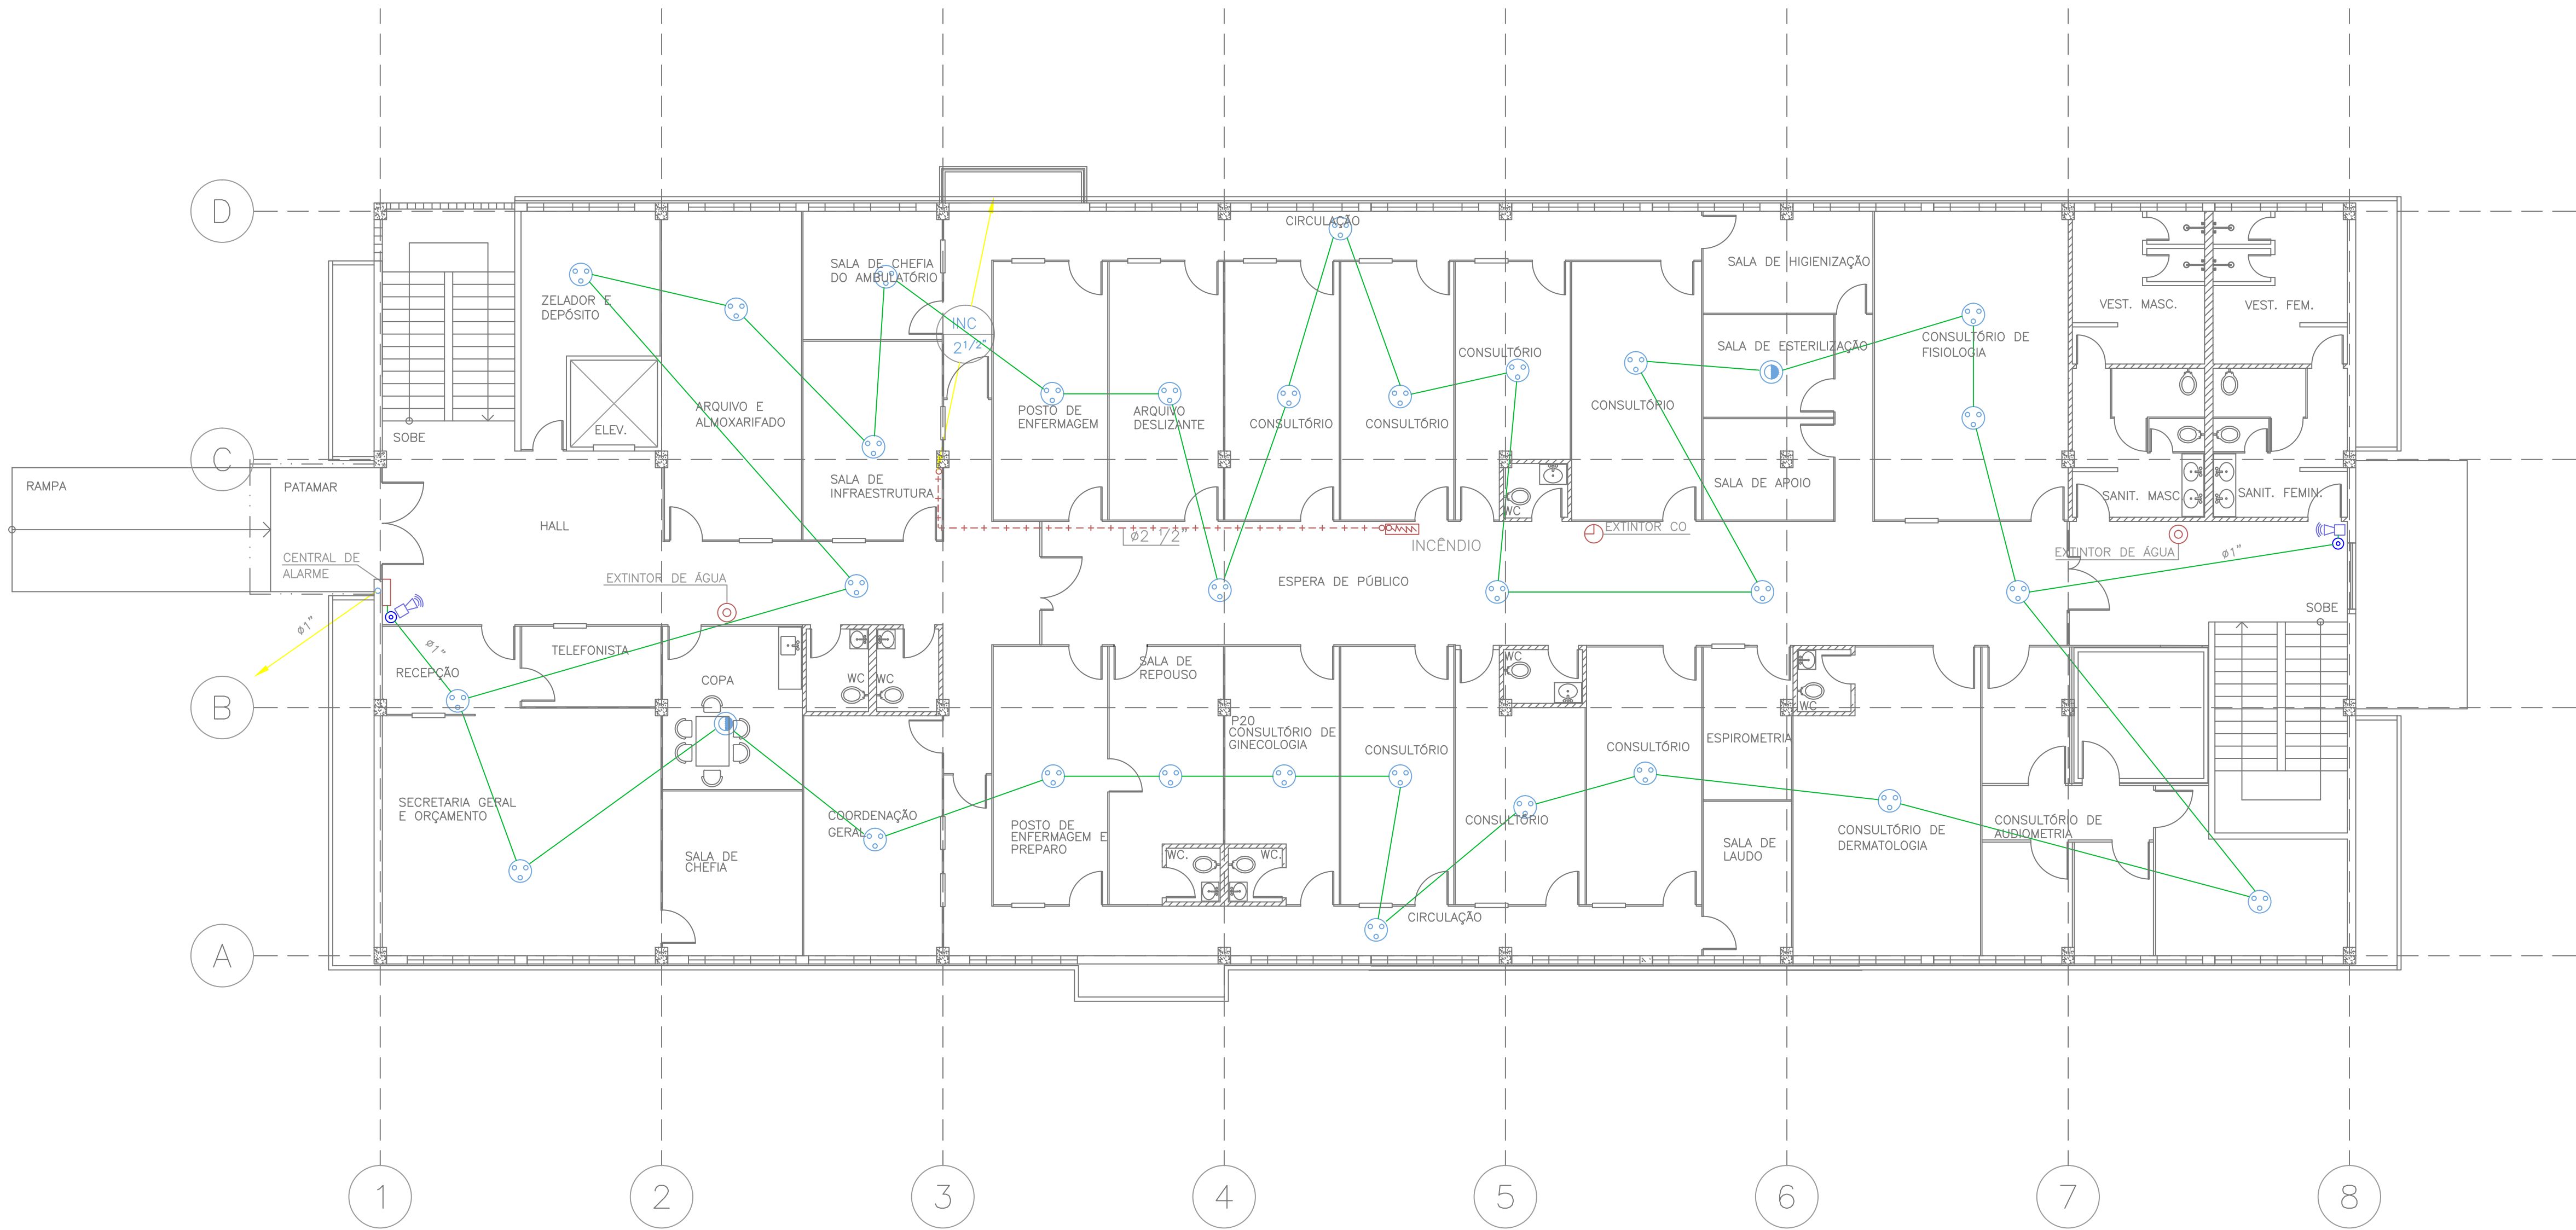 D
CIRCULAÇÃO
SALA DE CHEFIA
DO AMBULATÓRIO
SALA DE HIGIENIZAÇÃO
ZELADOR E
DEPÓSITO
VEST. MASC.
VEST. FEM.
INC
2 1/2"
SALA DE ESTERILIZAÇÃO
CONSULTÓRIO DE
FISIOLOGIA
CONSULTÓRIO
ARQUIVO E
ALMOXARIFADO
POSTO DE
ENFERMAGEM
ARQUIVO
DESLIZANTE
CONSULTÓRIO
CONSULTÓRIO
CONSULTÓRIO
ELEV.
SOBE
C
RAMPA
PATAMAR
SALA DE
INFRAESTRUTURA
WC
SALA DE APOIO
SANIT. MASC.
SANIT. FEMIN.
HALL
ø2 1/2"
INCÊNDIO
EXTINTOR CO
CENTRAL DE
ALARME
EXTINTOR DE ÁGUA
ESPERA DE PÚBLICO
EXTINTOR DE ÁGUA
ø1"
SOBE
ø1"
ø1"
RECEPÇÃO
TELEFONISTA
COPA
WC
WC
SALA DE
REPOUSO
WC
WC
B
P20
CONSULTÓRIO DE
GINECOLOGIA
CONSULTÓRIO
CONSULTÓRIO
ESPIROMETRIA
SECRETARIA GERAL
E ORÇAMENTO
COORDENAÇÃO
GERAL
SALA DE
CHEFIA
POSTO DE
ENFERMAGEM E
PREPARO
WC.
WC.
CONSULTÓRIO
SALA DE
LAUDO
CONSULTÓRIO DE
DERMATOLOGIA
CONSULTÓRIO DE
AUDIOMETRIA
CIRCULAÇÃO
A
1
2
3
4
5
6
7
8